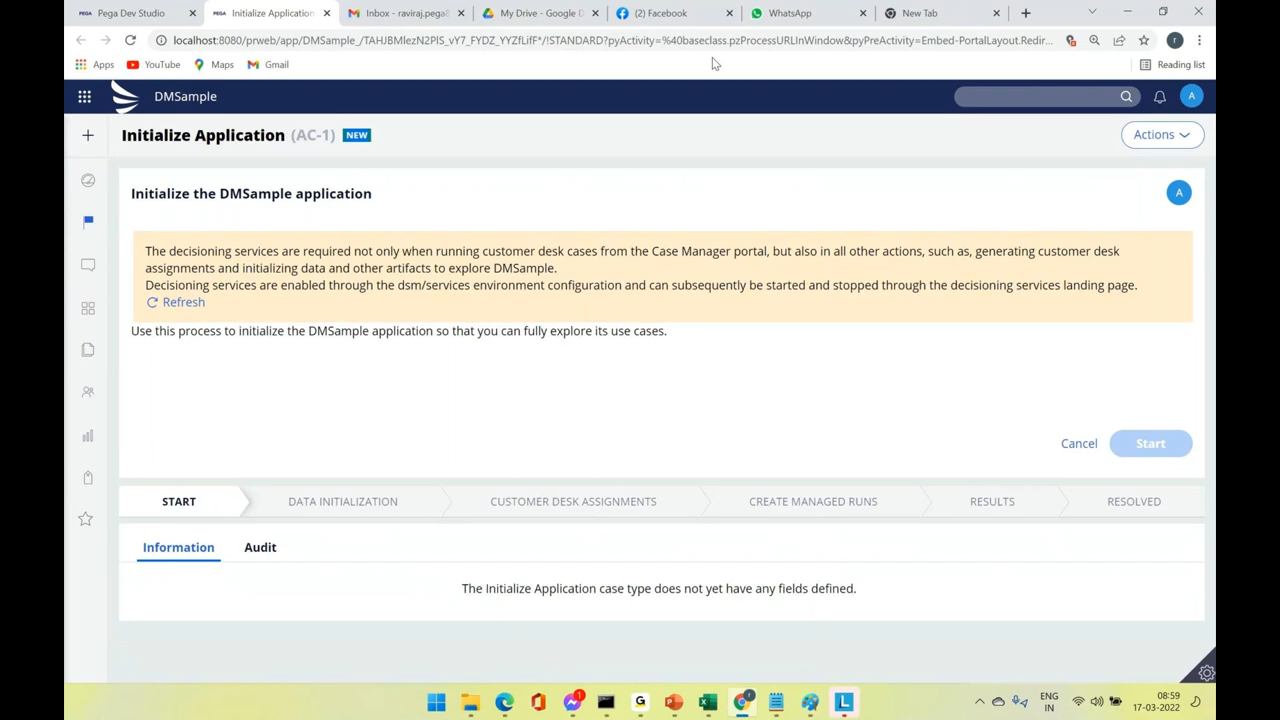 PEGA Pega Dev Studio
PEGA Initialize Application
Inbox - raviraj.pega8
My Drive - Google D
(2) Facebook
WhatsApp
New Tab
localhost:8080/prweb/app/DMSample_/TAHJBMlezN2PlS_vY7_FYDZ_YYZfLifF*/!STANDARD?pyActivity=%40baseclass.pzProcessURLInWindow&pyPreActivity=Embed-PortalLayout.Redir...
r
Apps
YouTube
Maps
Gmail
Reading list
DMSample
A
Initialize Application (AC-1) NEW
Actions
Initialize the DMSample application
A
The decisioning services are required not only when running customer desk cases from the Case Manager portal, but also in all other actions, such as, generating customer desk
assignments and initializing data and other artifacts to explore DMSample.
Decisioning services are enabled through the dsm/services environment configuration and can subsequently be started and stopped through the decisioning services landing page.
Refresh
Use this process to initialize the DMSample application so that you can fully explore its use cases.
Cancel
Start
START
DATA INITIALIZATION
CUSTOMER DESK ASSIGNMENTS
CREATE MANAGED RUNS
RESULTS
RESOLVED
Information
Audit
The Initialize Application case type does not yet have any fields defined.
1
G
r
L
ENG
IN
08:59
17-03-2022